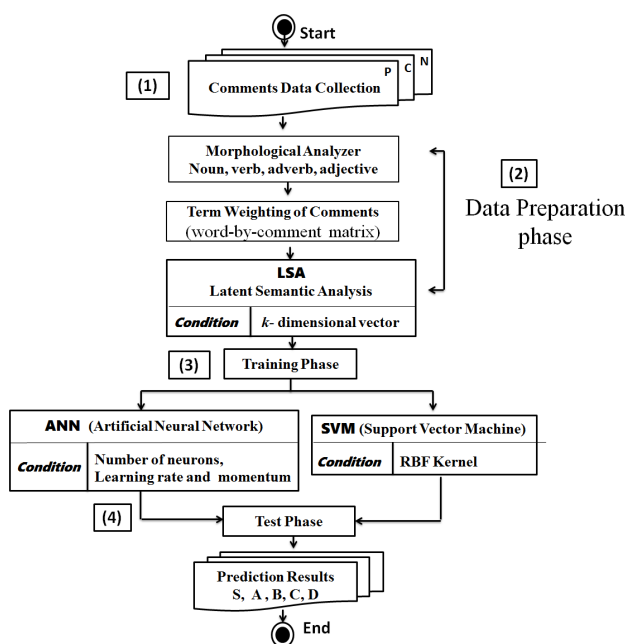 Start
P C N
(1)
Comments Data Collection
Morphological Analyzer
Noun, verb, adverb, adjective
(2)
Data Preparation
phase
Term Weighting of Comments
(word-by-comment matrix)
LSA
Latent Semantic Analysis
Condition k- dimensional vector
(3)
Training Phase
ANN (Artificial Neural Network)
Condition
Number of neurons,
Learning rate and momentum
SVM (Support Vector Machine)
Condition RBF Kernel
(4)
Test Phase
Prediction Results
S, A , B, C, D
End